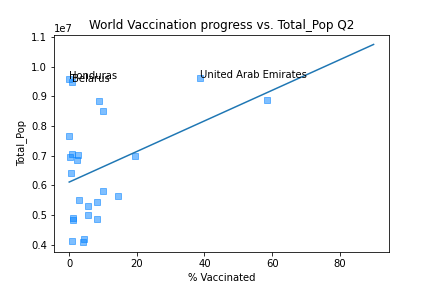 World Vaccination progress vs. Total_Pop Q2
1e7
1.1
1.0
0.9
0.8
0.7
0.6
0.5
0.4
Total_Pop
Honduras
Belarus
United Arab Emirates
0 20 40 60 80
% Vaccinated